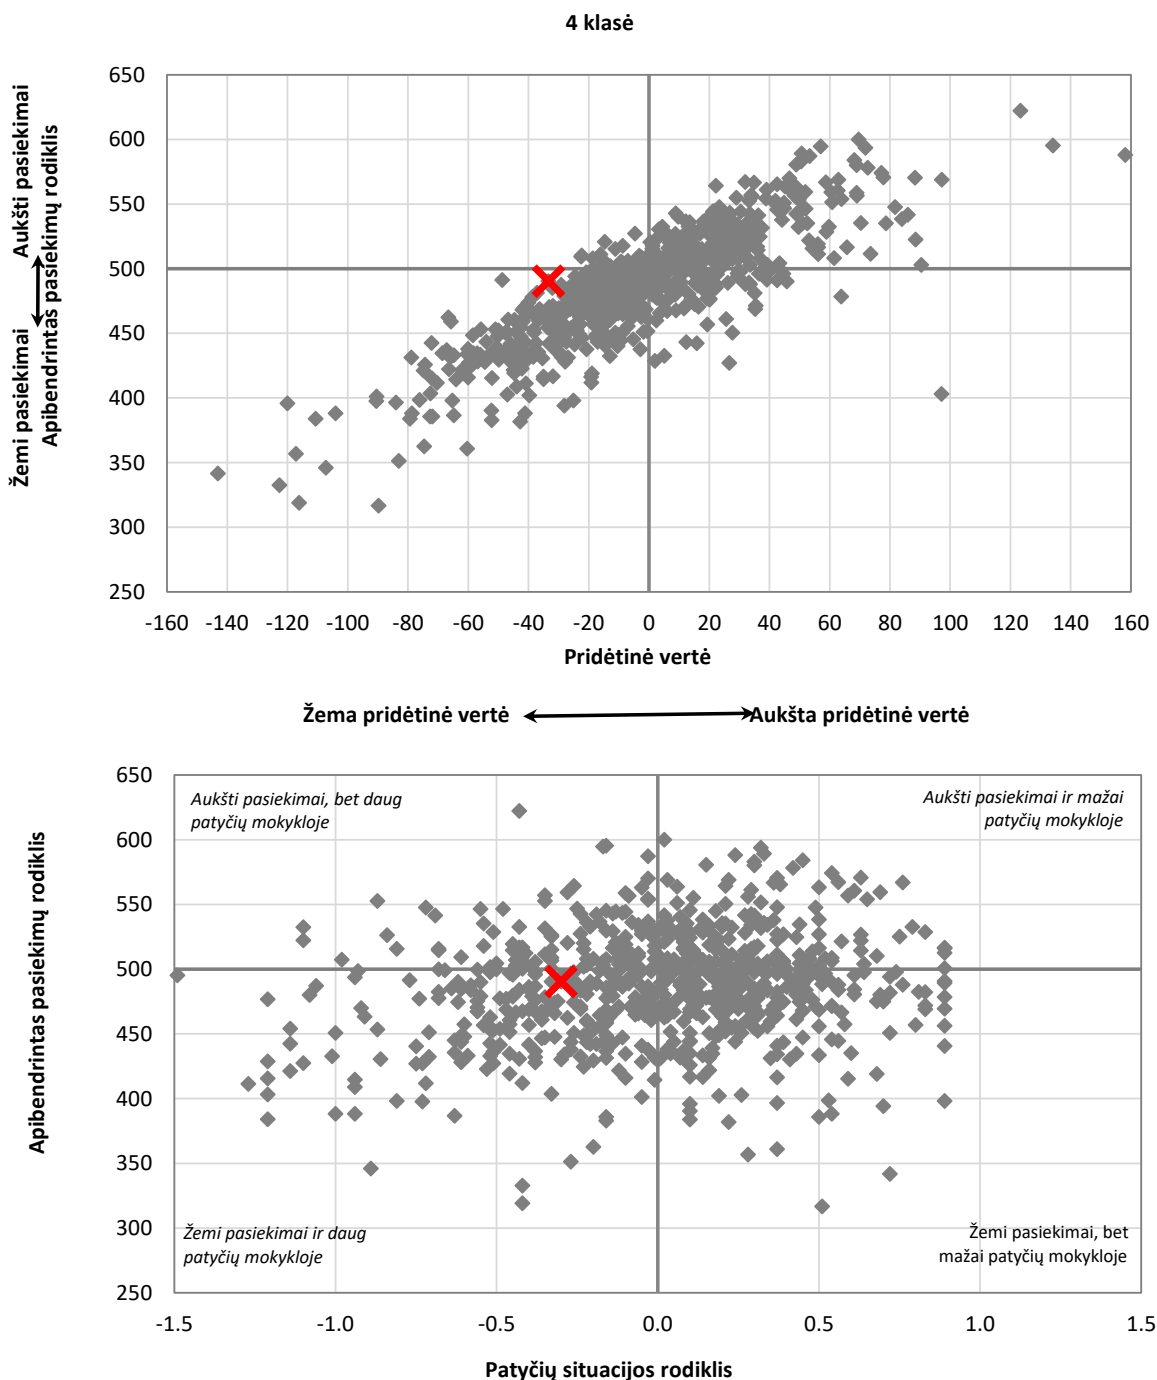 4 klasė
Žemi pasiekimai Aukšti pasiekimai
Apibendrintas pasiekimų rodiklis
650
600
550
500
450
400
350
300
250
-160 -140 -120 -100 -80 -60 -40 -20 0 20 40 60 80 100 120 140 160
Pridėtinė vertė
Žema pridėtinė vertė Aukšta pridėtinė vertė
Apibendrintas pasiekimų rodiklis
650
600
550
500
450
400
350
300
250
Aukšti pasiekimai, bet daug
patyčių mokykloje
Aukšti pasiekimai ir mažai
patyčių mokykloje
Žemi pasiekimai ir daug
patyčių mokykloje
Žemi pasiekimai, bet
mažai patyčių mokykloje
-1.5 -1.0 -0.5 0.0 0.5 1.0 1.5
Patyčių situacijos rodiklis